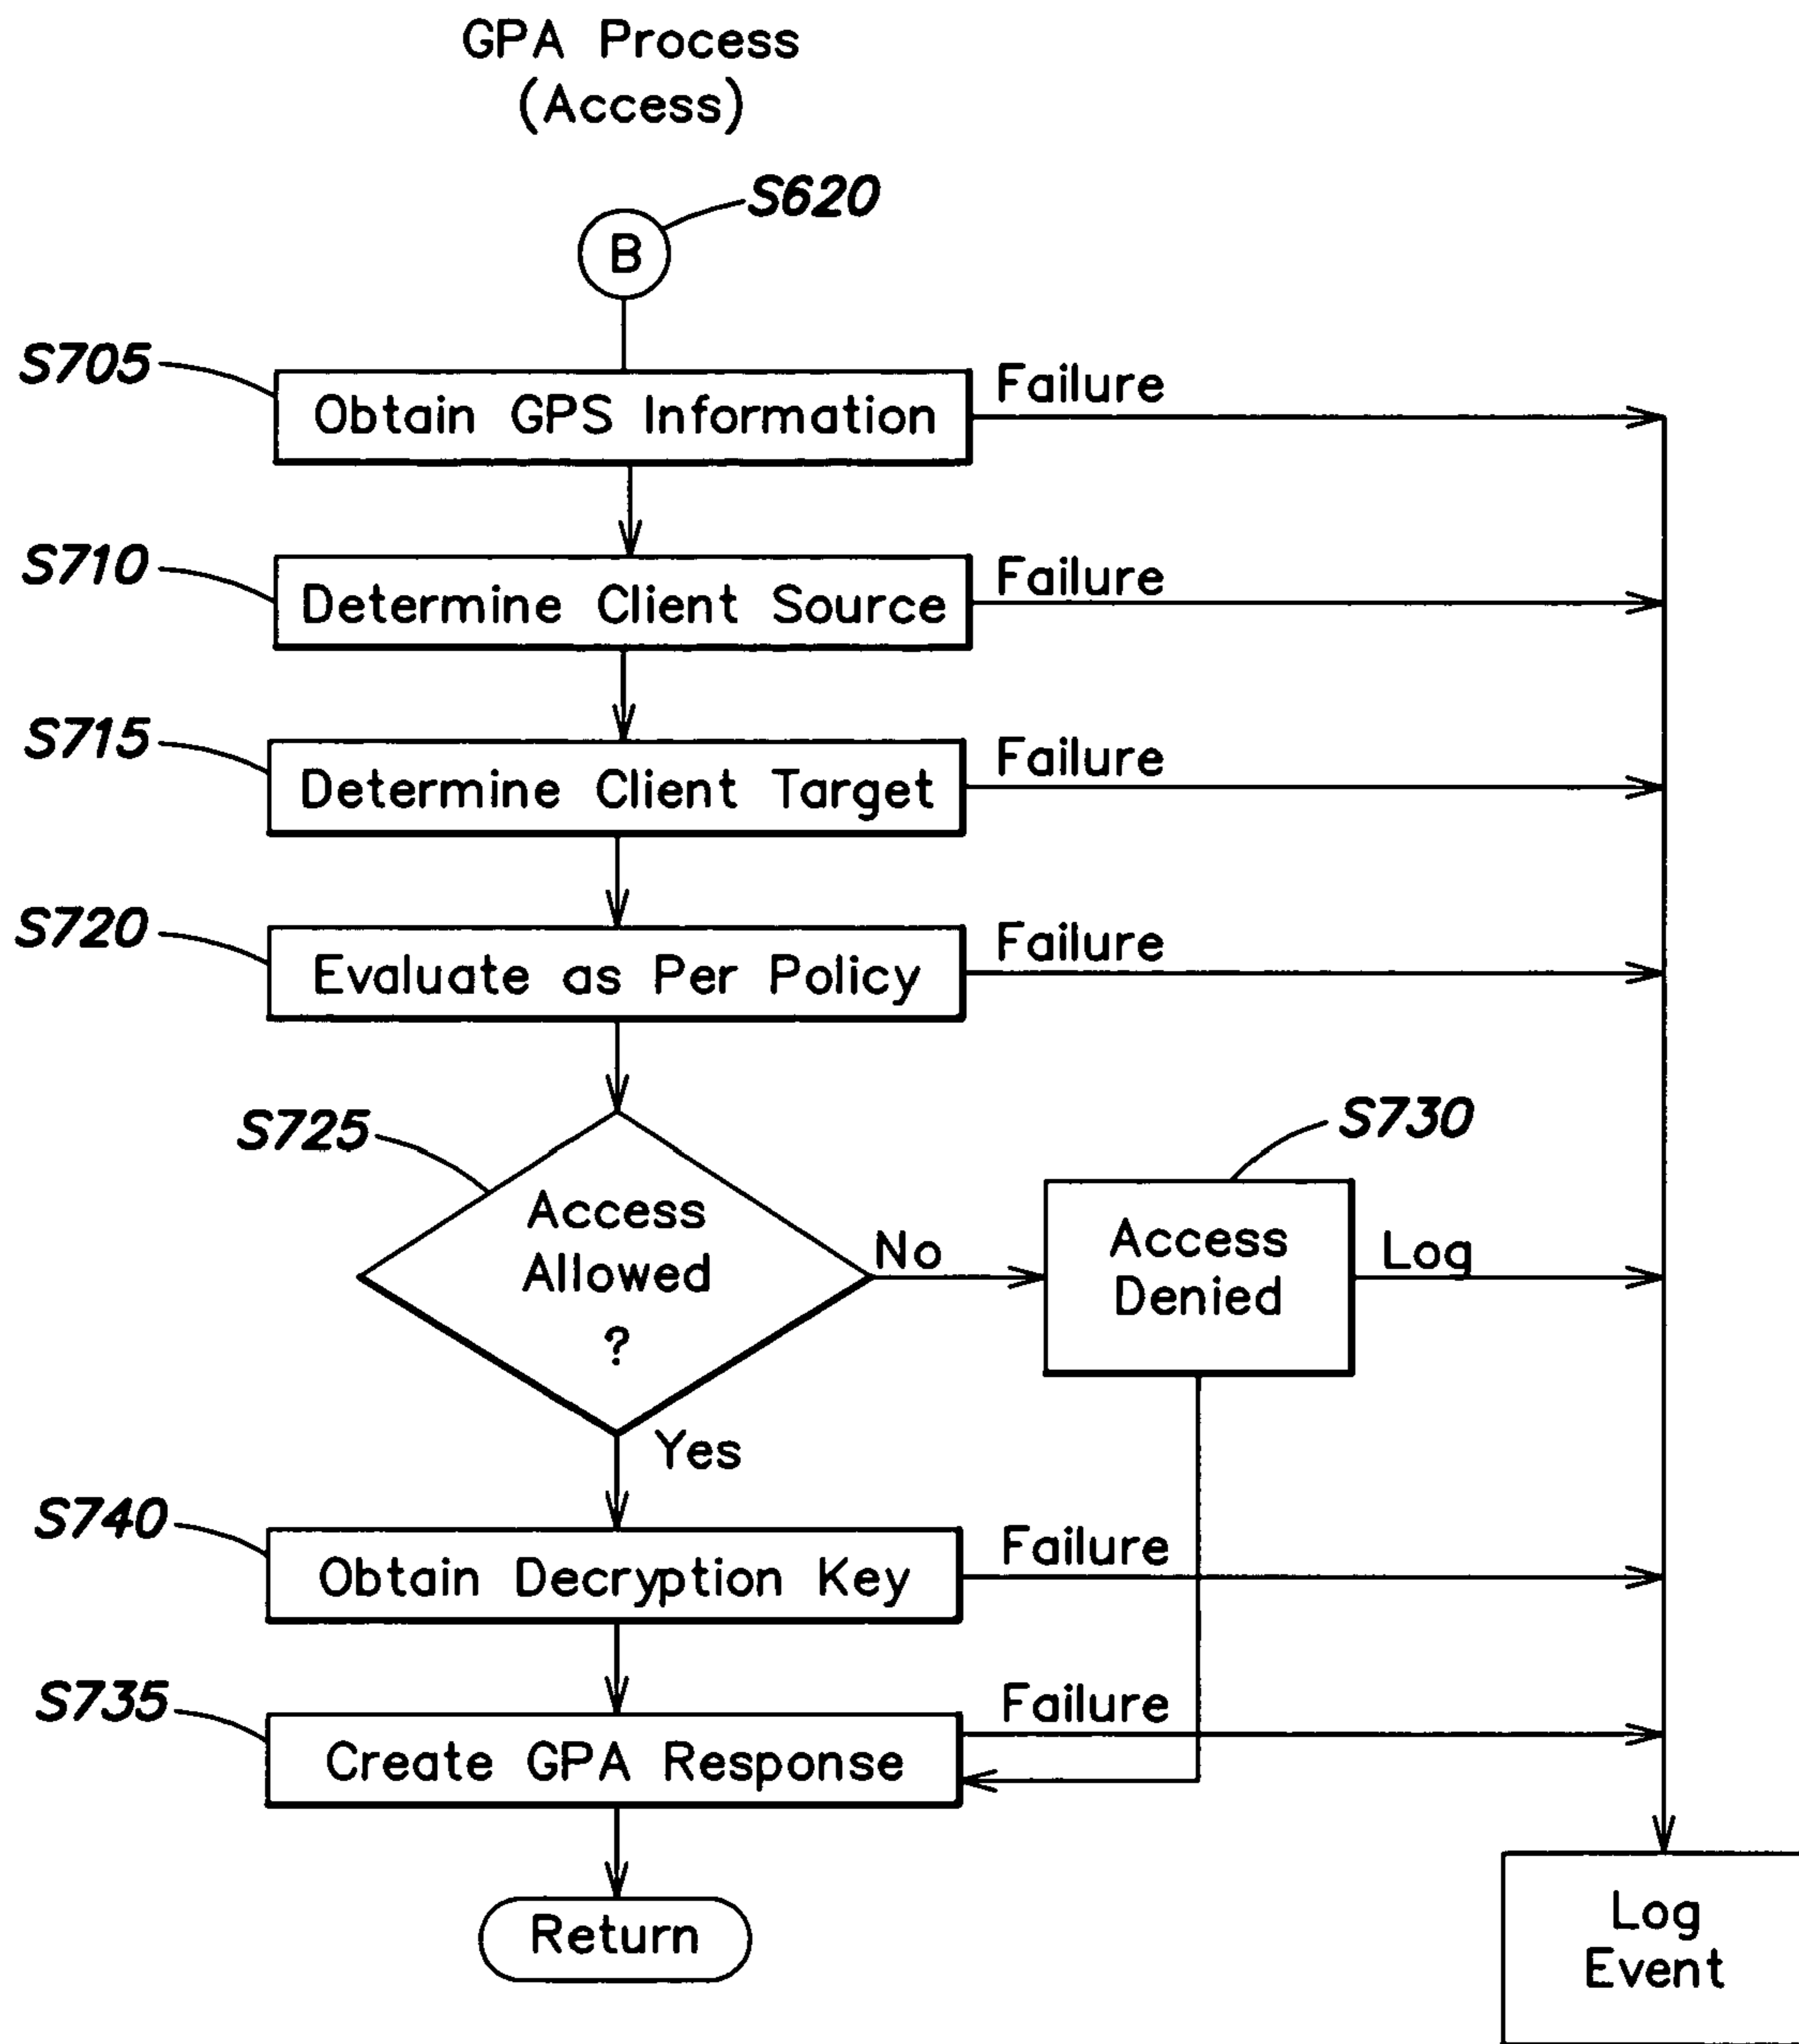 GPA Process
(Access)
S620
B
S705
Obtain GPS Information
Failure
S710
Determine Client Source
Failure
S715
Determine Client Target
Failure
S720
Evaluate as Per Policy
Failure
S725
Access
Allowed
?
No
S730
Access
Denied
Log
Yes
S740
Obtain Decryption Key
Failure
S735
Create GPA Response
Failure
Return
Log
Event